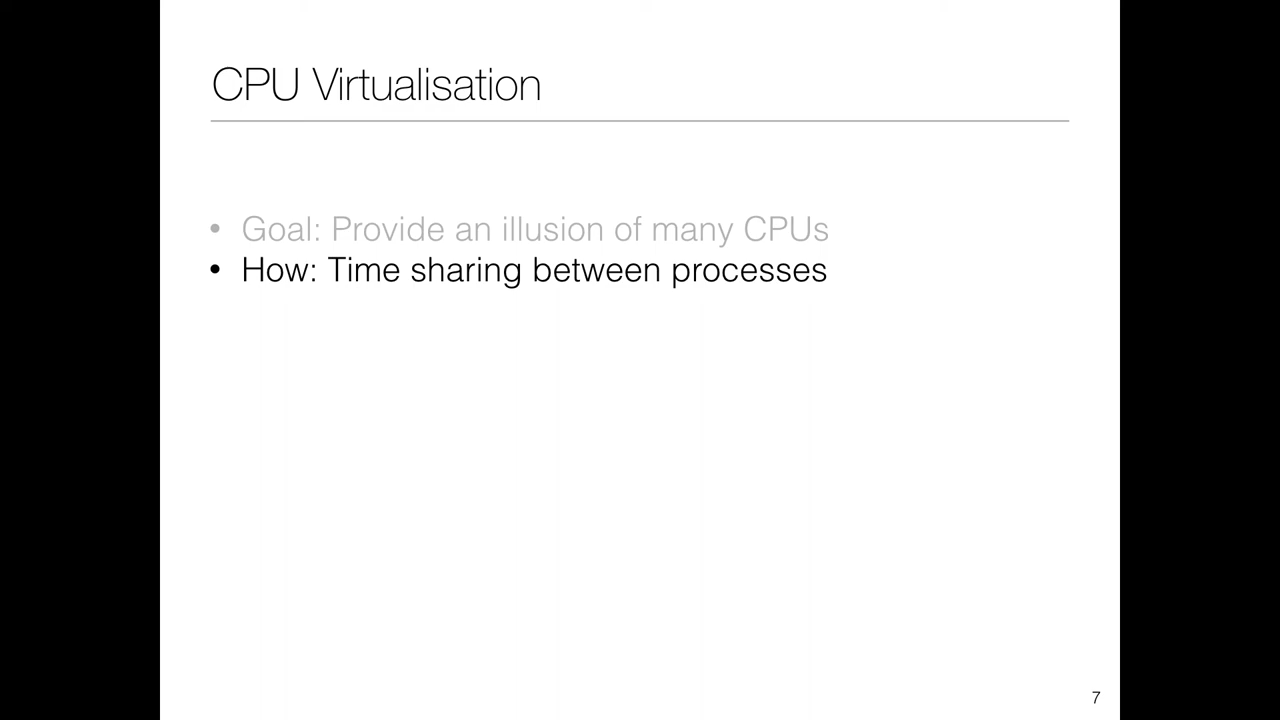 CPU Virtualisation
• Goal: Provide an illusion of many CPUs
• How: Time sharing between processes
7